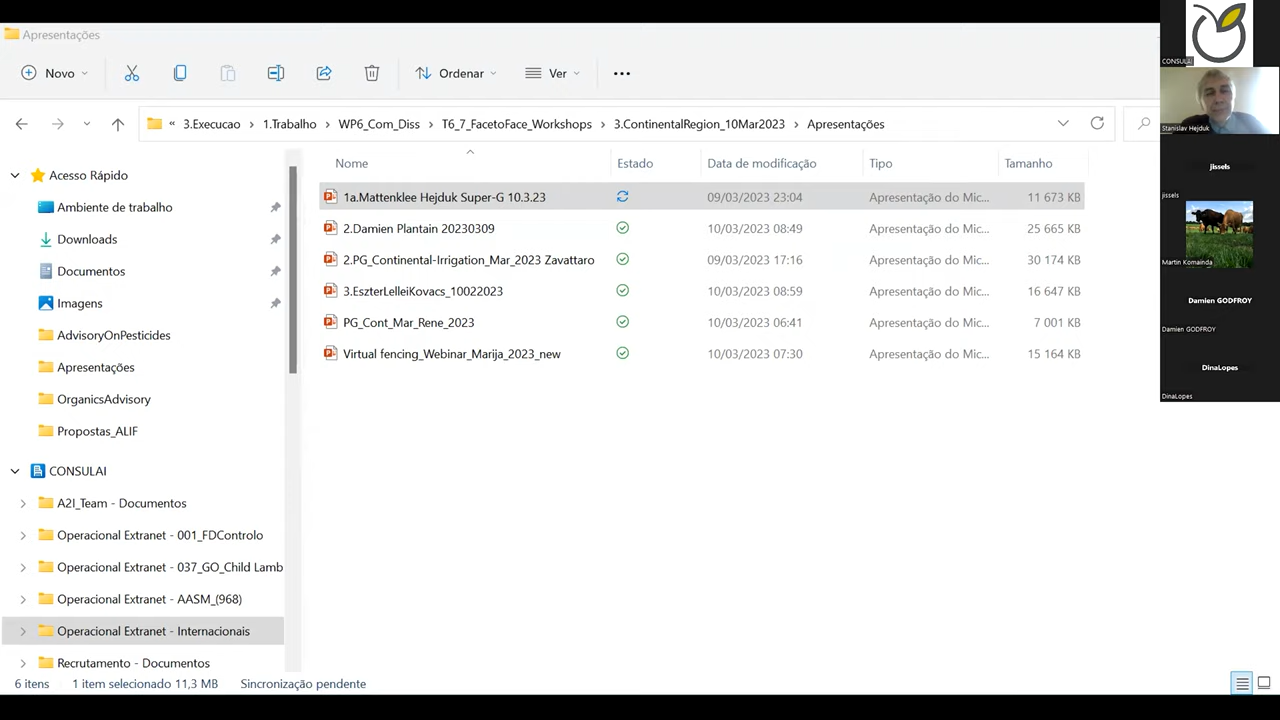 Apresentações
Novo
Ordenar
Ver
« 3.Execucao > 1.Trabalho > WP6_Com_Diss > T6_7_FacetoFace_Workshops > 3.ContinentalRegion_10Mar2023 > Apresentações
Acesso Rápido
Ambiente de trabalho
Downloads
Documentos
Imagens
AdvisoryOnPesticides
Apresentações
OrganicsAdvisory
Propostas_ALIF
CONSULAI
A2I_Team - Documentos
Operacional Extranet - 001_FDControlo
Operacional Extranet - 037_GO_Child Lamb
Operacional Extranet - AASM_(968)
Operacional Extranet - Internacionais
Recrutamento - Documentos
Nome Estado Data de modificação Tipo Tamanho
1a.Mattenklee Hejduk Super-G 10.3.23 09/03/2023 23:04 Apresentação do Mic... 11 673 KB
2.Damien Plantain 20230309 10/03/2023 08:49 Apresentação do Mic... 25 665 KB
2.PG_Continental-Irrigation_Mar_2023 Zavattaro 09/03/2023 17:16 Apresentação do Mic... 30 174 KB
3.EszterLelleiKovacs_10022023 10/03/2023 08:59 Apresentação do Mic... 16 647 KB
PG_Cont_Mar_Rene_2023 10/03/2023 06:41 Apresentação do Mic... 7 001 KB
Virtual fencing_Webinar_Marija_2023_new 10/03/2023 07:30 Apresentação do Mic... 15 164 KB
6 itens 1 item selecionado 11,3 MB Sincronização pendente
CONSULAI
Stanislav Hejduk
jissels
jissels
Martin Komainda
Damien GODFROY
Damien GODFROY
DinaLopes
DinaLopes